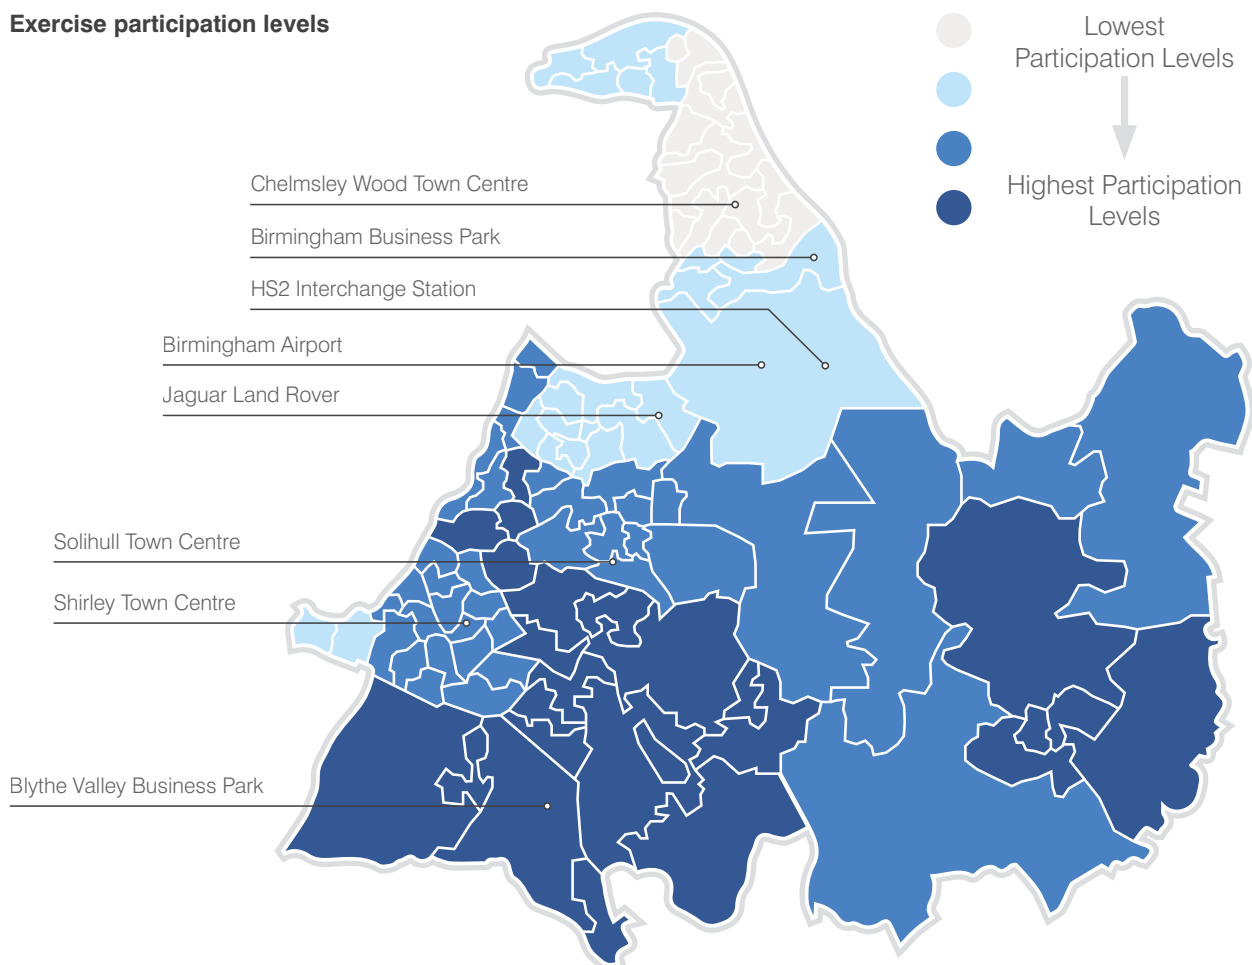 Exercise participation levels
Lowest
Participation Levels
Highest Participation
Levels
Chelmsley Wood Town Centre
Birmingham Business Park
HS2 Interchange Station
Birmingham Airport
Jaguar Land Rover
Solihull Town Centre
Shirley Town Centre
Blythe Valley Business Park